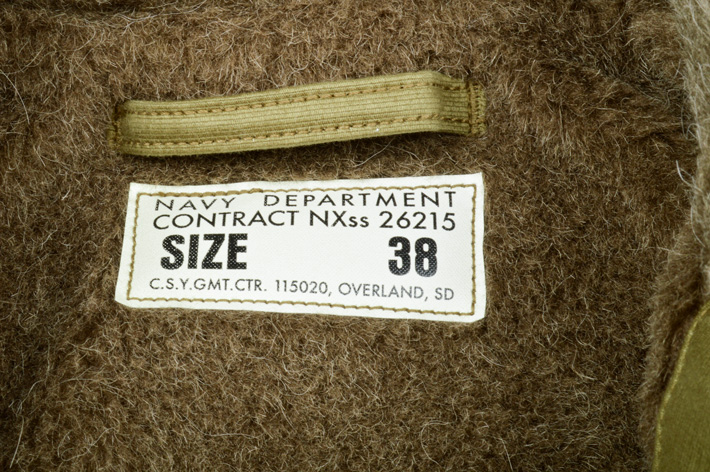 NAVY DEPARTMENT
CONTRACT NXss 26215
SIZE 38
C.S.Y.GMT.CTR. 115020, OVERLAND, SD